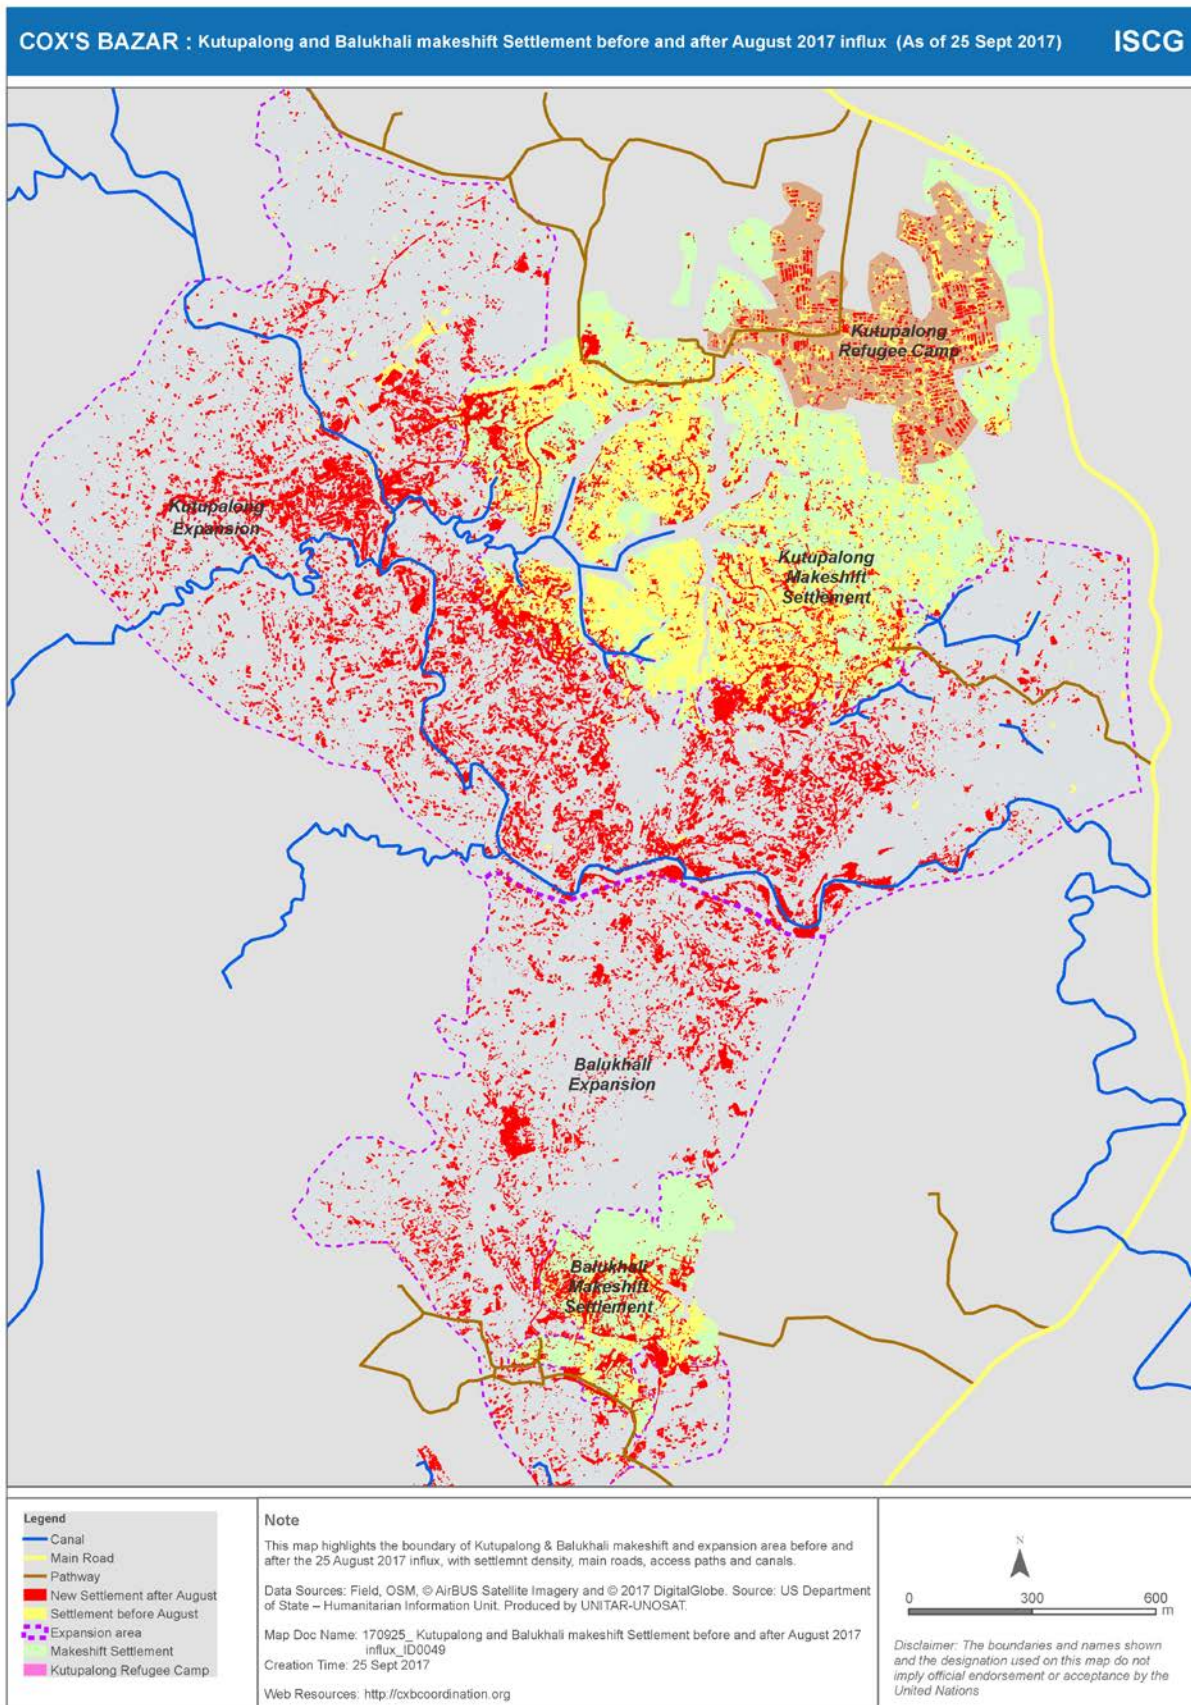 COX'S BAZAR : Kutupalong and Balukhali makeshift Settlement before and after August 2017 influx (As of 25 Sept 2017) ISCG
Kutupalong
Refugee Camp
Kutupalong
Expansion
Kutupalong
Makeshift
Settlement
Balukhali
Expansion
Balukhali
Makeshift
Settlement
Legend
Canal
Main Road
Pathway
New Settlement after August
Settlement before August
Expansion area
Makeshift Settlement
Kutupalong Refugee Camp
Note
This map highlights the boundary of Kutupalong & Balukhali makeshift and expansion area before and
after the 25 August 2017 influx, with settlemnt density, main roads, access paths and canals.
Data Sources: Field, OSM, © AirBUS Satellite Imagery and © 2017 DigitalGlobe. Source: US Department
of State – Humanitarian Information Unit. Produced by UNITAR-UNOSAT.
Map Doc Name: 170925_ Kutupalong and Balukhali makeshift Settlement before and after August 2017
influx_ID0049
Creation Time: 25 Sept 2017
Web Resources: http://cxbcoordination.org
N
0 300 600
m
Disclaimer: The boundaries and names shown
and the designation used on this map do not
imply official endorsement or acceptance by the
United Nations